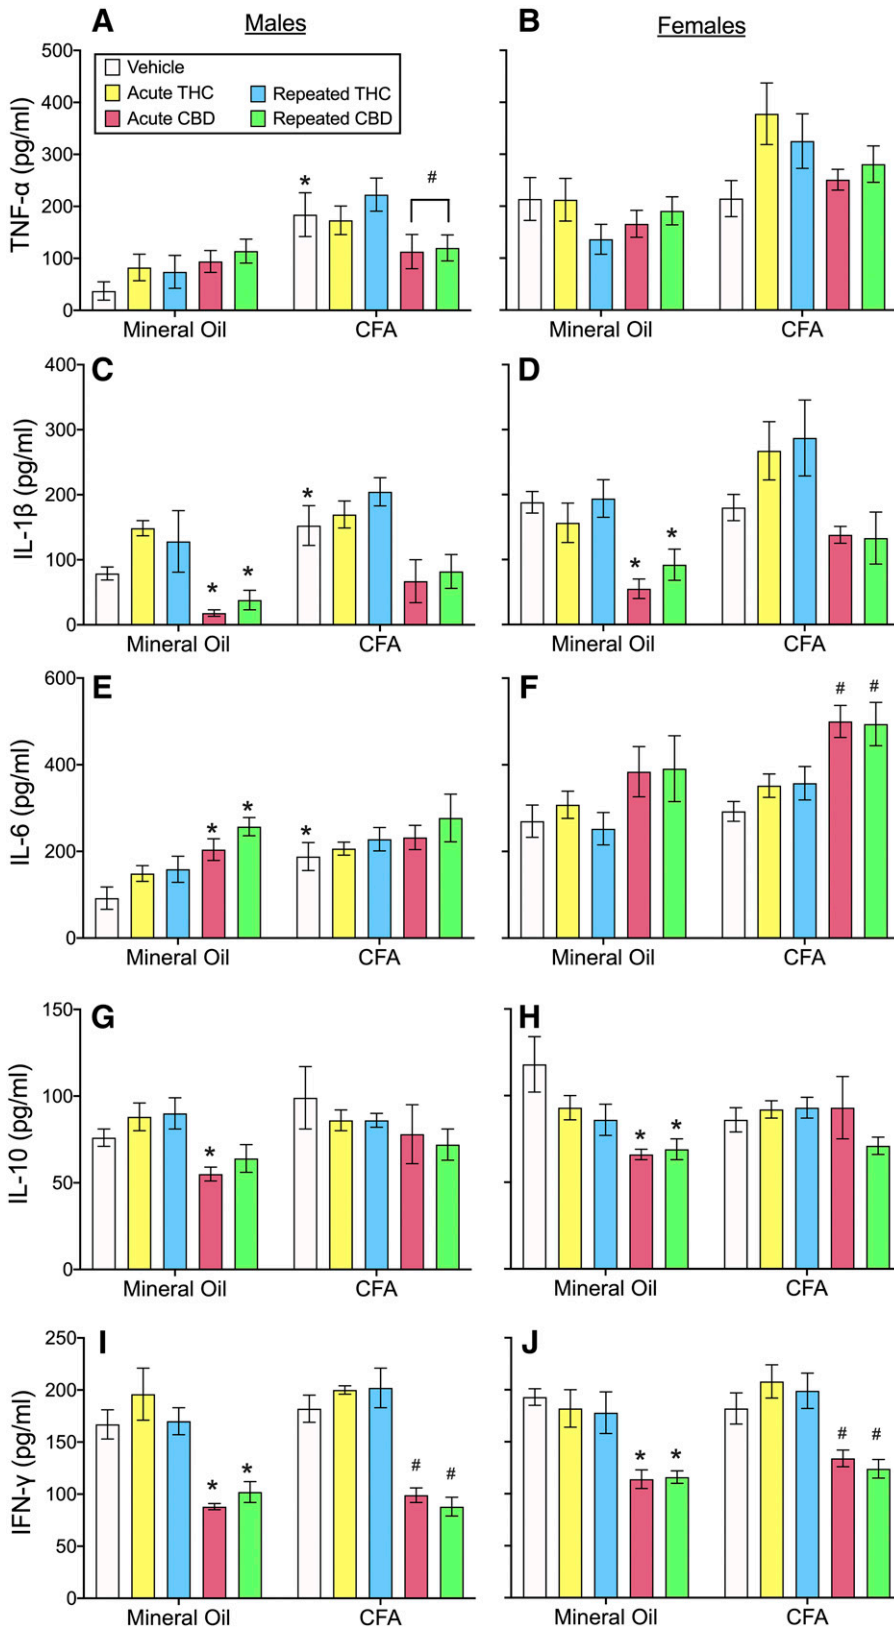 A Males B Females
500
400
300
200
100
0
TNF-α (pg/ml)
Vehicle
Acute THC Repeated THC
Acute CBD Repeated CBD
* #
Mineral Oil CFA Mineral Oil CFA
C D
400
300
200
100
0
IL-1β (pg/ml)
* * * * *
Mineral Oil CFA Mineral Oil CFA
E F
600
400
200
0
IL-6 (pg/ml)
* * * # #
Mineral Oil CFA Mineral Oil CFA
G H
150
100
50
0
IL-10 (pg/ml)
* * *
Mineral Oil CFA Mineral Oil CFA
I J
250
200
150
100
50
0
IFN-γ (pg/ml)
* * # # * * # #
Mineral Oil CFA Mineral Oil CFA